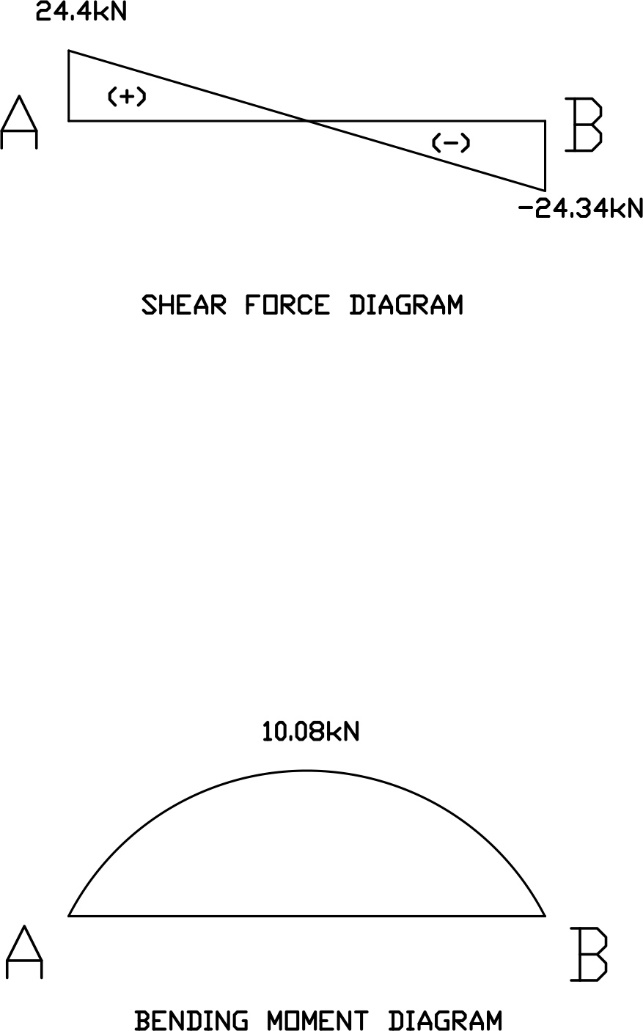 24.4kN
(+)
A
B
(-)
-24.34kN
SHEAR FORCE DIAGRAM
10.08kN
A
B
BENDING MOMENT DIAGRAM